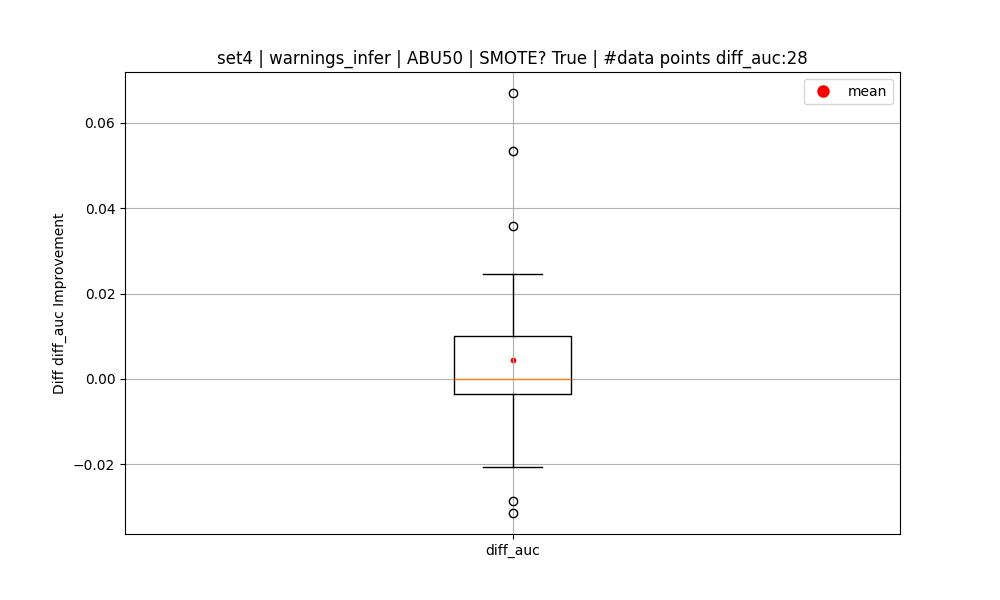 set4 | warnings_infer | ABU50 | SMOTE? True | #data points diff_auc:28
mean
Diff diff_auc Improvement
0.06
0.04
0.02
0.00
−0.02
diff_auc